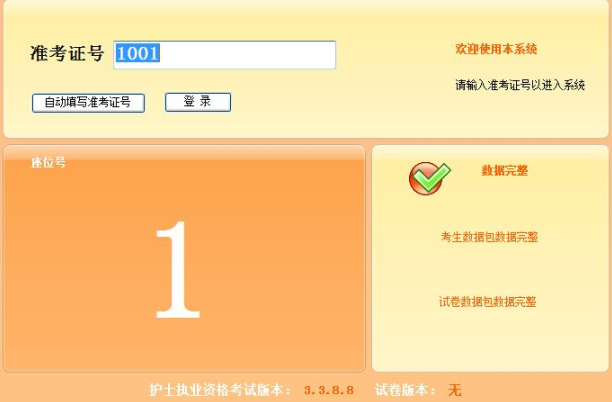 准考证号 1001
欢迎使用本系统
请输入准考证号以进入系统
自动填写准考证号 登 录
座位号
1
数据完整
考生数据包数据完整
试卷数据包数据完整
护士执业资格考试版本： 3.3.8.8 试卷版本： 无